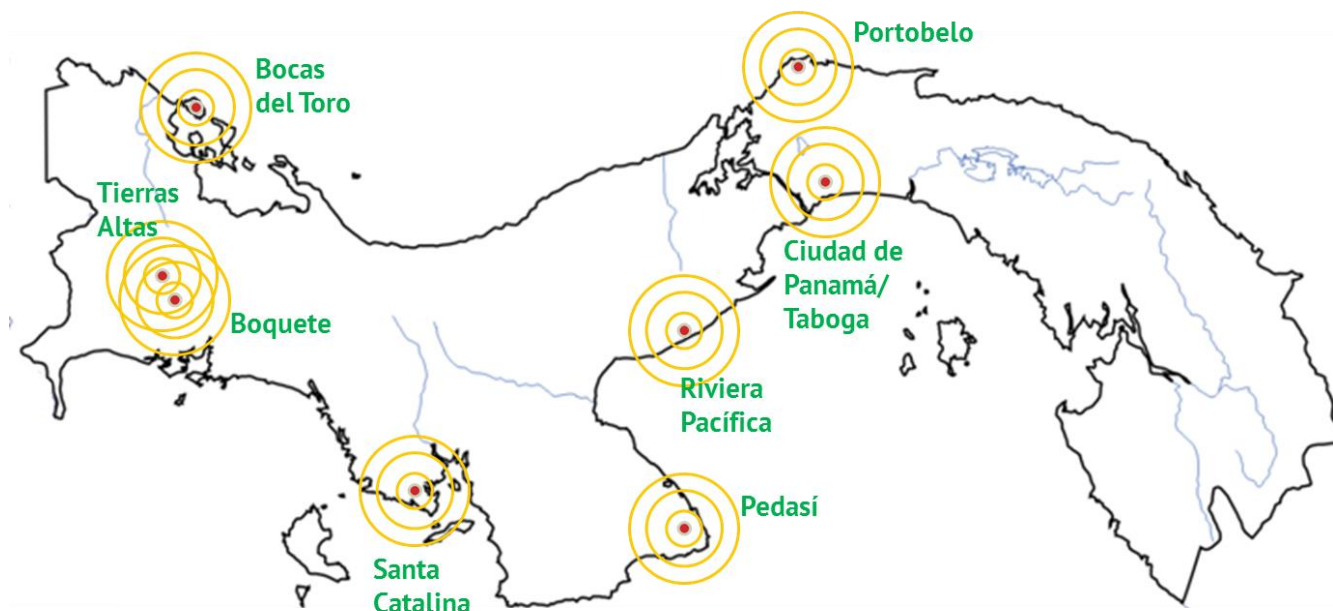 Portobelo
Bocas
del Toro
Tierras
Altas
Ciudad de
Panamá/
Taboga
Boquete
Riviera
Pacífica
Pedasí
Santa
Catalina